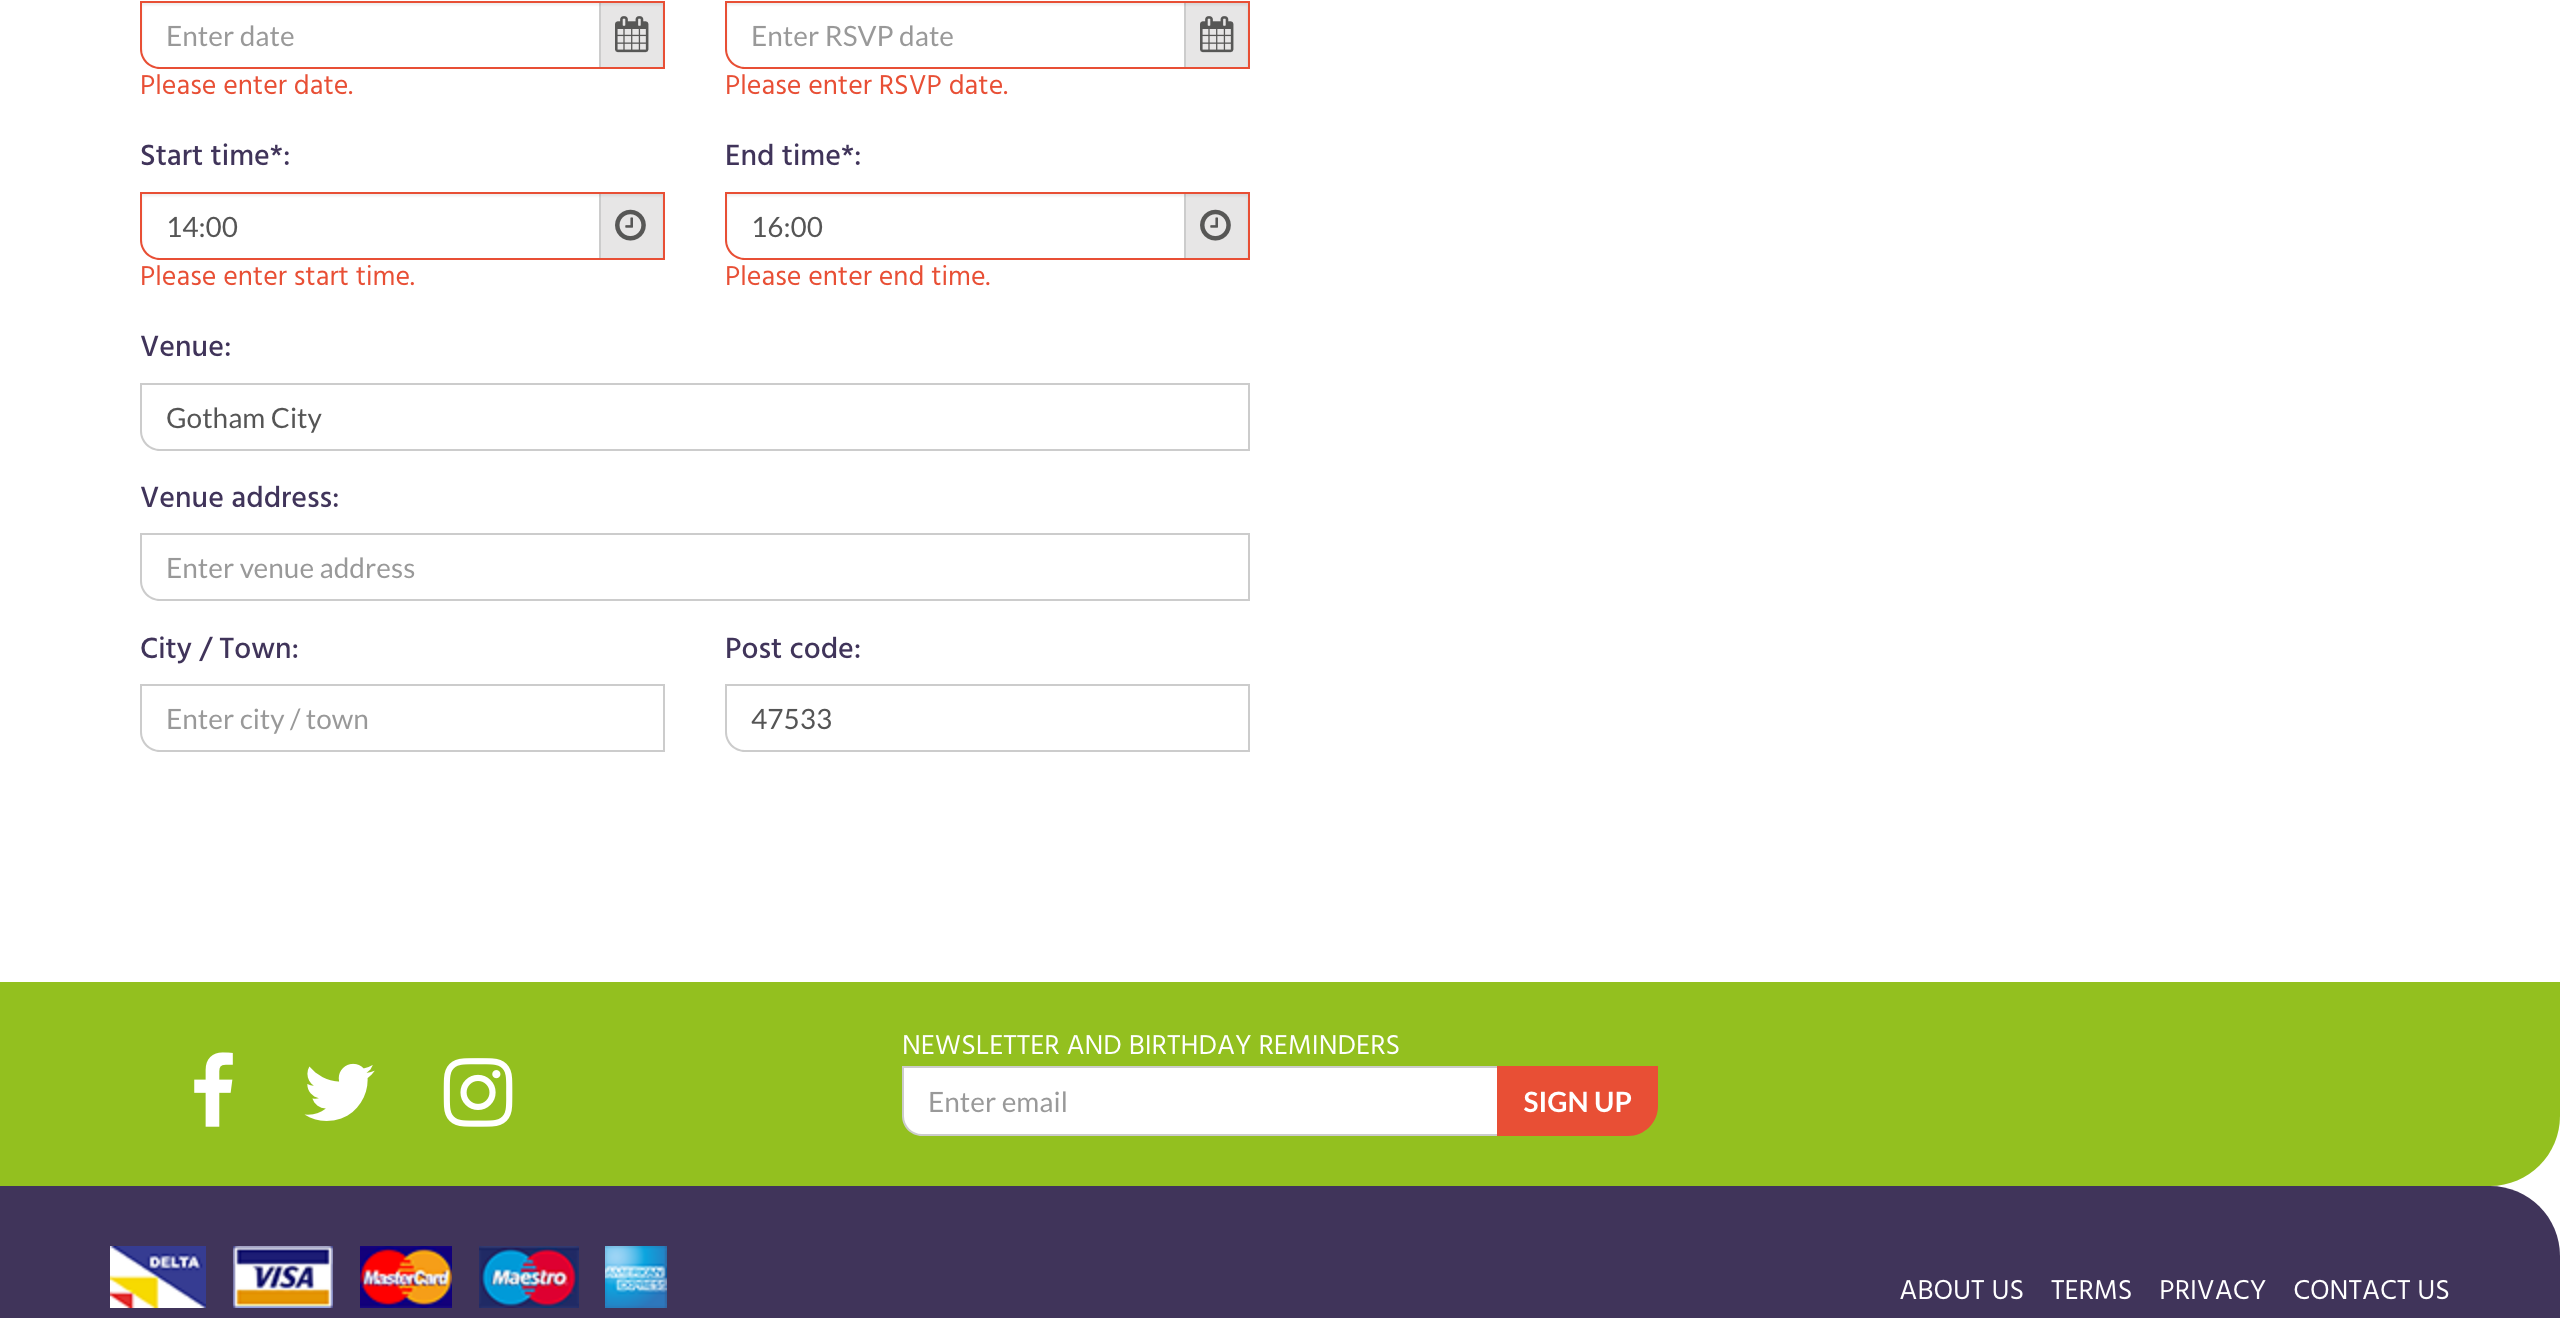 Enter date
Enter RSVP date
Please enter date.
Please enter RSVP date.
Start time*:
End time*:
14:00
16:00
Please enter start time.
Please enter end time.
Venue:
Gotham City
Venue address:
Enter venue address
City / Town:
Post code:
Enter city / town
47533
NEWSLETTER AND BIRTHDAY REMINDERS
Enter email
SIGN UP
DELTA
VISA
MasterCard
Maestro
AMERICAN EXPRESS
ABOUT US TERMS PRIVACY CONTACT US